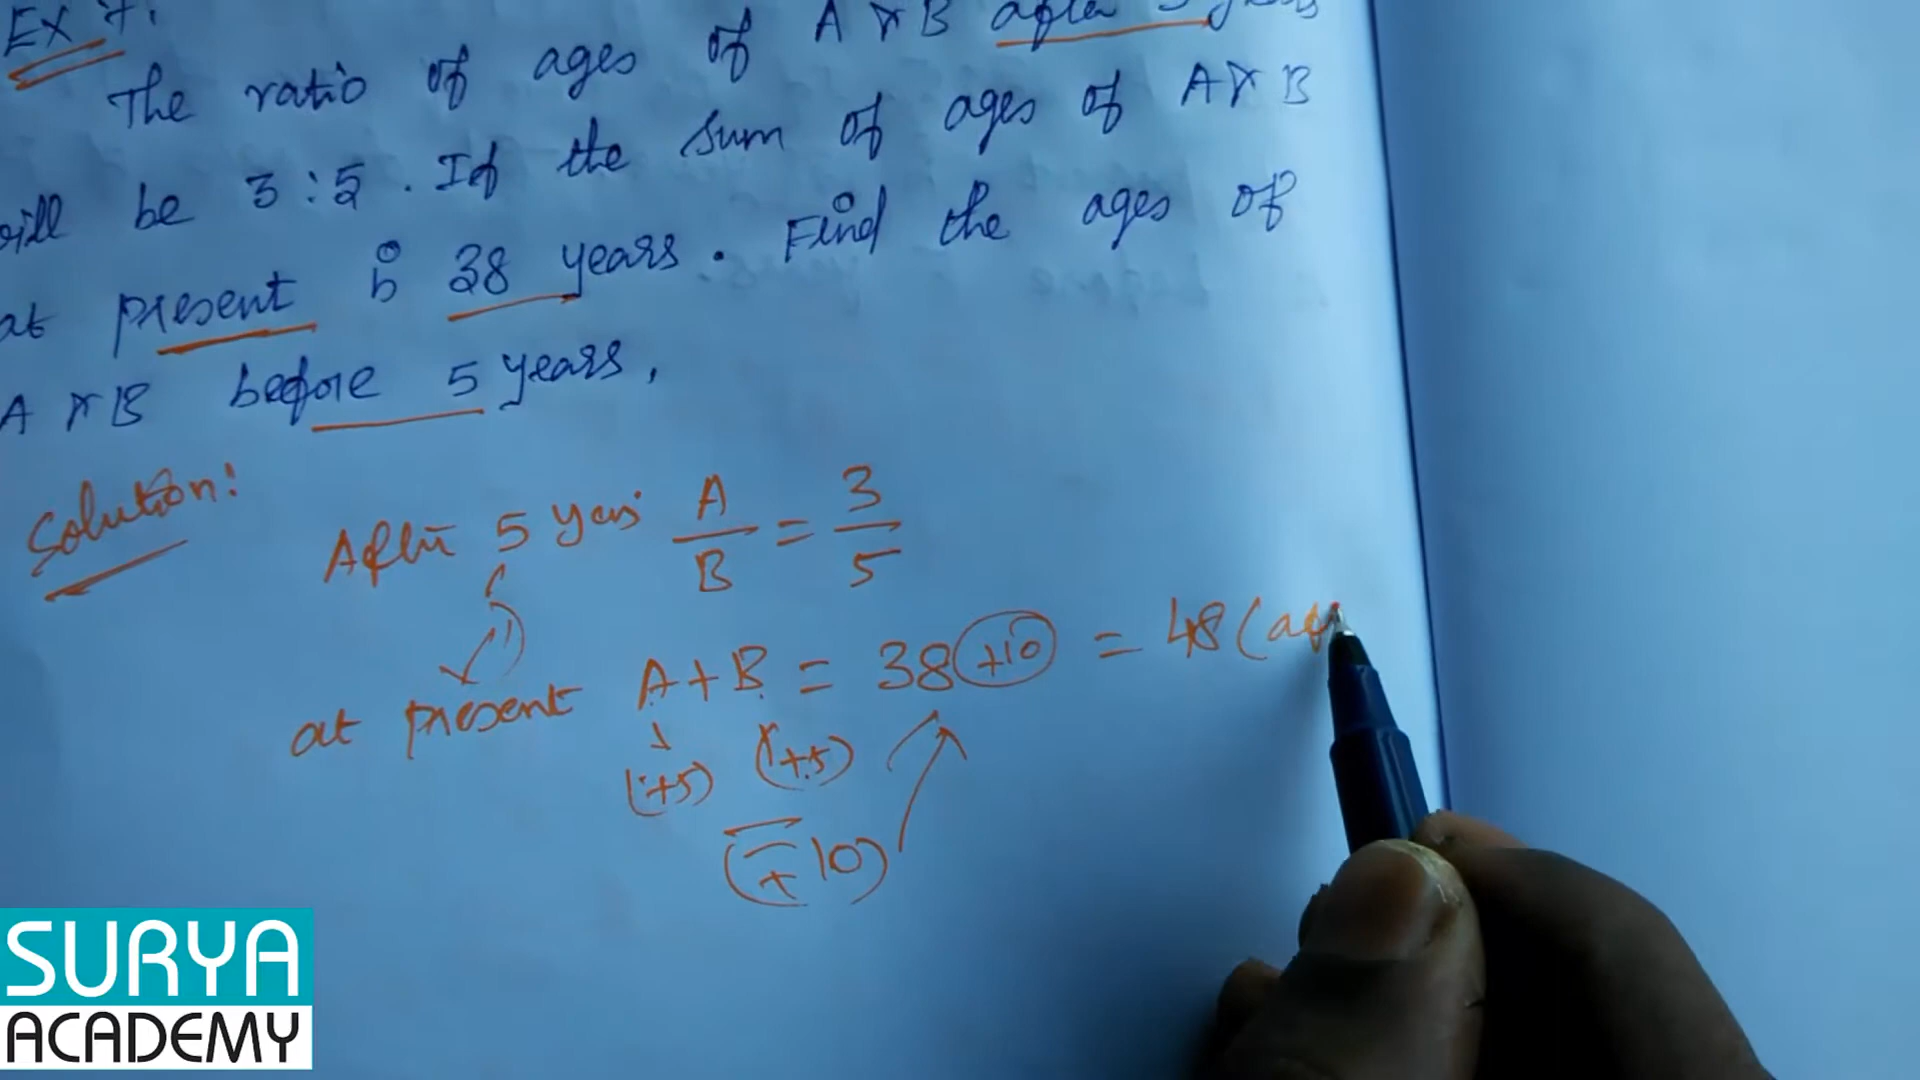 EX 7.
The ratio of ages of A & B after 5 years
will be 3:5. If the sum of ages of A & B
at present is 38 years. Find the ages of
A & B before 5 years,
Solution:
After 5 yeas A/B = 3/5
at present A+B = 38 +10 = 48 (af
(+5) (+5)
(+10)
SURYA
ACADEMY